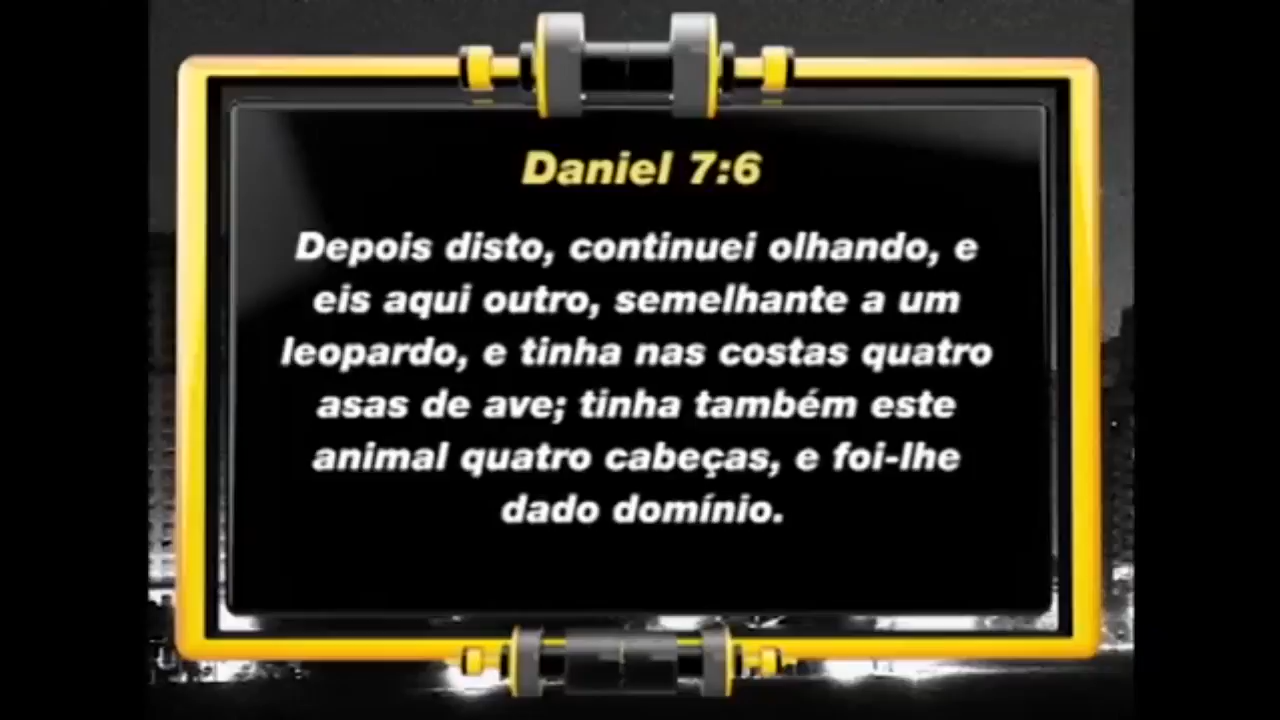 Daniel 7:6
Depois disto, continuei olhando, e
eis aqui outro, semelhante a um
leopardo, e tinha nas costas quatro
asas de ave; tinha também este
animal quatro cabeças, e foi-lhe
dado domínio.